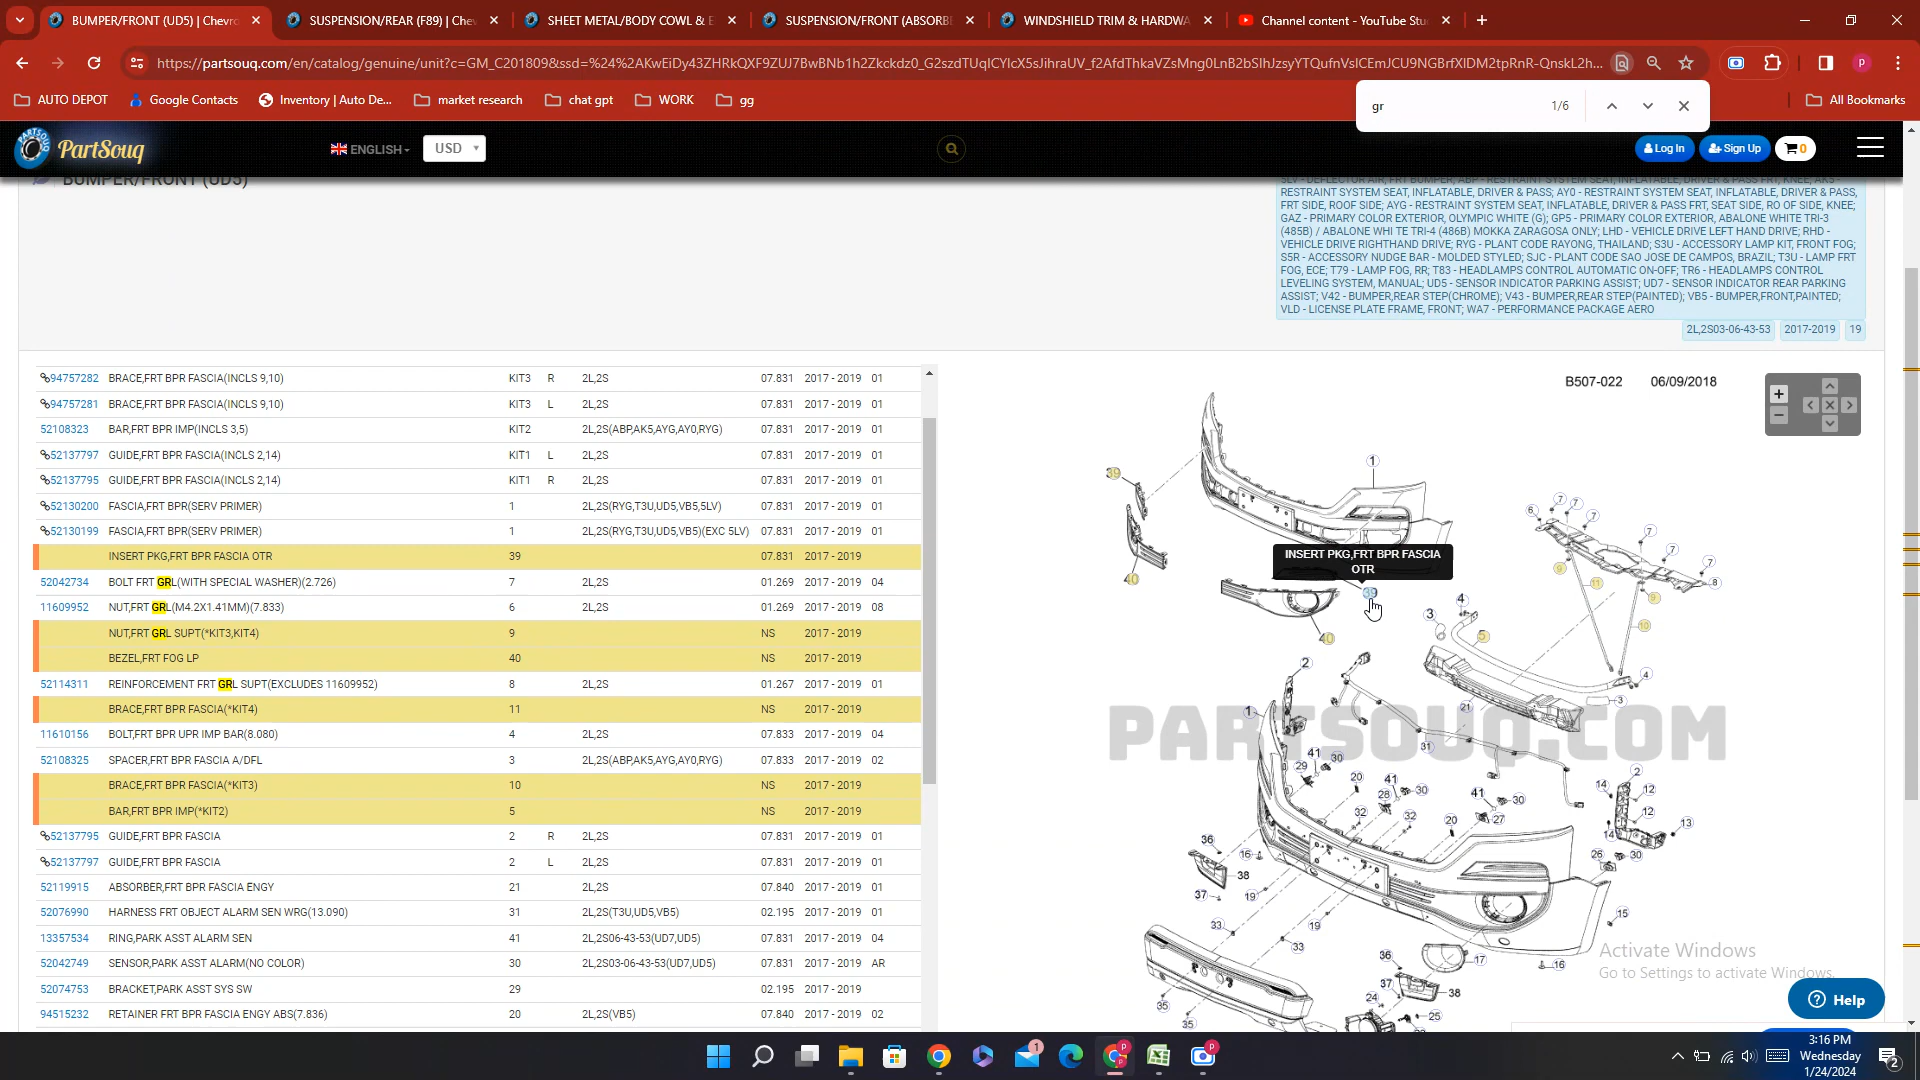 BUMPER/FRONT (UD5) | Chevro
SUSPENSION/REAR (F89) | Chev
SHEET METAL/BODY COWL & E
SUSPENSION/FRONT (ABSORBE
WINDSHIELD TRIM & HARDWA
Channel content - YouTube Stu
AUTO DEPOT
Google Contacts
Inventory | Auto De...
market research
chat gpt
WORK
gg
gr
1/6
All Bookmarks
PartSouq
ENGLISH
USD
Log In
Sign Up
0
BUMPER/FRONT (UD5)
5LV - DEFLECTOR AIR, FRT BUMPER; ABP - RESTRAINT SYSTEM SEAT, INFLATABLE, DRIVER & PASS FRT, KNEE; AK5 -
RESTRAINT SYSTEM SEAT, INFLATABLE, DRIVER & PASS; AY0 - RESTRAINT SYSTEM SEAT, INFLATABLE, DRIVER & PASS,
FRT SIDE, ROOF SIDE; AYG - RESTRAINT SYSTEM SEAT, INFLATABLE, DRIVER & PASS FRT, SEAT SIDE, RO OF SIDE, KNEE;
GAZ - PRIMARY COLOR EXTERIOR, OLYMPIC WHITE (G); GP5 - PRIMARY COLOR EXTERIOR, ABALONE WHITE TRI-3
(485B) / ABALONE WHI TE TRI-4 (486B) MOKKA ZARAGOSA ONLY; LHD - VEHICLE DRIVE LEFT HAND DRIVE; RHD -
VEHICLE DRIVE RIGHTHAND DRIVE; RYG - PLANT CODE RAYONG, THAILAND; S3U - ACCESSORY LAMP KIT, FRONT FOG;
S5R - ACCESSORY NUDGE BAR - MOLDED STYLED; SJC - PLANT CODE SAO JOSE DE CAMPOS, BRAZIL; T3U - LAMP FRT
FOG, ECE; T79 - LAMP FOG, RR; T83 - HEADLAMPS CONTROL AUTOMATIC ON-OFF; TR6 - HEADLAMPS CONTROL
LEVELING SYSTEM, MANUAL; UD5 - SENSOR INDICATOR PARKING ASSIST; UD7 - SENSOR INDICATOR REAR PARKING
ASSIST; V42 - BUMPER,REAR STEP(CHROME); V43 - BUMPER,REAR STEP(PAINTED); VB5 - BUMPER,FRONT,PAINTED;
VLD - LICENSE PLATE FRAME, FRONT; WA7 - PERFORMANCE PACKAGE AERO
2L,2S03-06-43-53 2017-2019 19
94757282 BRACE,FRT BPR FASCIA(INCLS 9,10) KIT3 R 2L,2S 07.831 2017 - 2019 01
94757281 BRACE,FRT BPR FASCIA(INCLS 9,10) KIT3 L 2L,2S 07.831 2017 - 2019 01
52108323 BAR,FRT BPR IMP(INCLS 3,5) KIT2 2L,2S(ABP,AK5,AYG,AY0,RYG) 07.831 2017 - 2019 01
52137797 GUIDE,FRT BPR FASCIA(INCLS 2,14) KIT1 L 2L,2S 07.831 2017 - 2019 01
52137795 GUIDE,FRT BPR FASCIA(INCLS 2,14) KIT1 R 2L,2S 07.831 2017 - 2019 01
52130200 FASCIA,FRT BPR(SERV PRIMER) 1 2L,2S(RYG,T3U,UD5,VB5,5LV) 07.831 2017 - 2019 01
52130199 FASCIA,FRT BPR(SERV PRIMER) 1 2L,2S(RYG,T3U,UD5,VB5)(EXC 5LV) 07.831 2017 - 2019 01
INSERT PKG,FRT BPR FASCIA OTR 39 07.831 2017 - 2019
52042734 BOLT FRT GRL(WITH SPECIAL WASHER)(2.726) 7 2L,2S 01.269 2017 - 2019 04
11609952 NUT,FRT GRL(M4.2X1.41MM)(7.833) 6 2L,2S 01.269 2017 - 2019 08
NUT,FRT GRL SUPT(*KIT3,KIT4) 9 NS 2017 - 2019
BEZEL,FRT FOG LP 40 NS 2017 - 2019
52114311 REINFORCEMENT FRT GRL SUPT(EXCLUDES 11609952) 8 2L,2S 01.267 2017 - 2019 01
BRACE,FRT BPR FASCIA(*KIT4) 11 NS 2017 - 2019
11610156 BOLT,FRT BPR UPR IMP BAR(8.080) 4 2L,2S 07.833 2017 - 2019 04
52108325 SPACER,FRT BPR FASCIA A/DFL 3 2L,2S(ABP,AK5,AYG,AY0,RYG) 07.833 2017 - 2019 02
BRACE,FRT BPR FASCIA(*KIT3) 10 NS 2017 - 2019
BAR,FRT BPR IMP(*KIT2) 5 NS 2017 - 2019
52137795 GUIDE,FRT BPR FASCIA 2 R 2L,2S 07.831 2017 - 2019 01
52137797 GUIDE,FRT BPR FASCIA 2 L 2L,2S 07.831 2017 - 2019 01
52119915 ABSORBER,FRT BPR FASCIA ENGY 21 2L,2S 07.840 2017 - 2019 01
52076990 HARNESS FRT OBJECT ALARM SEN WRG(13.090) 31 2L,2S(T3U,UD5,VB5) 02.195 2017 - 2019 01
13357534 RING,PARK ASST ALARM SEN 41 2L,2S06-43-53(UD7,UD5) 07.831 2017 - 2019 04
52042749 SENSOR,PARK ASST ALARM(NO COLOR) 30 2L,2S03-06-43-53(UD7,UD5) 07.831 2017 - 2019 AR
52074753 BRACKET,PARK ASST SYS SW 29 02.195 2017 - 2019
94515232 RETAINER FRT BPR FASCIA ENGY ABS(7.836) 20 2L,2S(VB5) 07.840 2017 - 2019 02
B507-022 06/09/2018
INSERT PKG,FRT BPR FASCIA
OTR
PARTSOUQ.COM
Activate Windows
Go to Settings to activate Windows.
Help
3:16 PM
Wednesday
1/24/2024